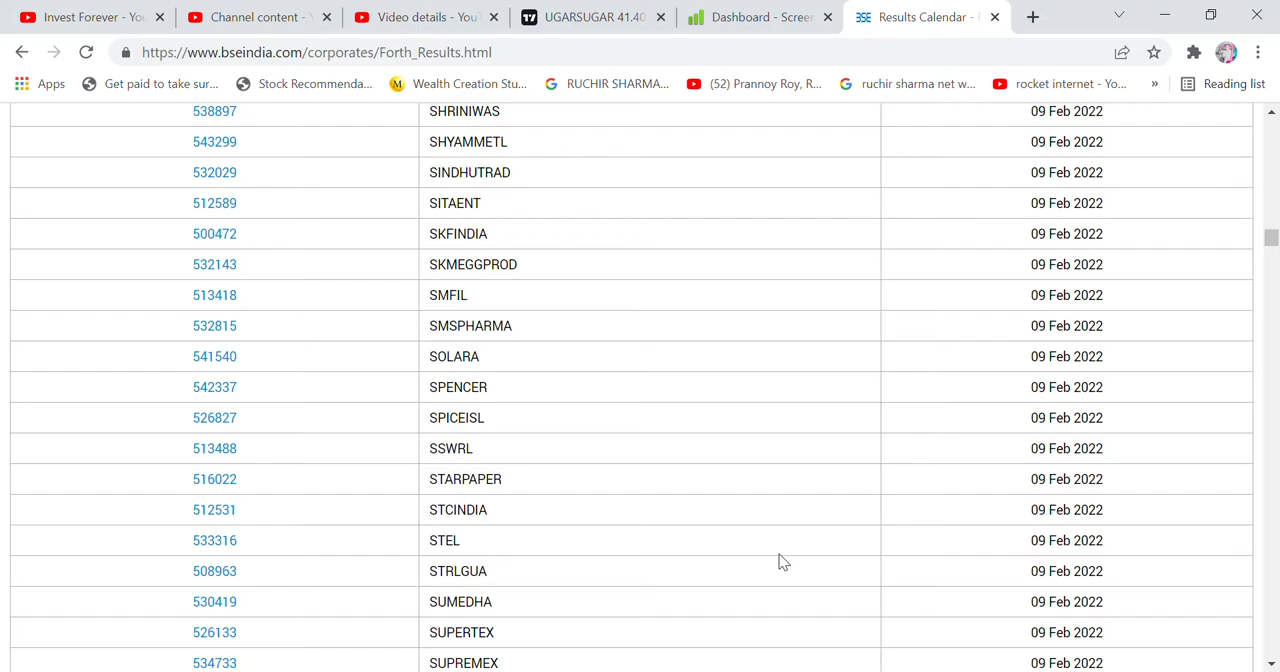 Invest Forever - You
Channel content - Y
Video details - YouT
UGARSUGAR 41.40
Dashboard - Screen
Results Calendar -
https://www.bseindia.com/corporates/Forth_Results.html
Apps
Get paid to take sur...
Stock Recommenda...
Wealth Creation Stu...
RUCHIR SHARMA...
(52) Prannoy Roy, R...
ruchir sharma net w...
rocket internet - Yo...
»
Reading list
538897 SHRINIWAS 09 Feb 2022
543299 SHYAMMETL 09 Feb 2022
532029 SINDHUTRAD 09 Feb 2022
512589 SITAENT 09 Feb 2022
500472 SKFINDIA 09 Feb 2022
532143 SKMEGGPROD 09 Feb 2022
513418 SMFIL 09 Feb 2022
532815 SMSPHARMA 09 Feb 2022
541540 SOLARA 09 Feb 2022
542337 SPENCER 09 Feb 2022
526827 SPICEISL 09 Feb 2022
513488 SSWRL 09 Feb 2022
516022 STARPAPER 09 Feb 2022
512531 STCINDIA 09 Feb 2022
533316 STEL 09 Feb 2022
508963 STRLGUA 09 Feb 2022
530419 SUMEDHA 09 Feb 2022
526133 SUPERTEX 09 Feb 2022
534733 SUPREMEX 09 Feb 2022